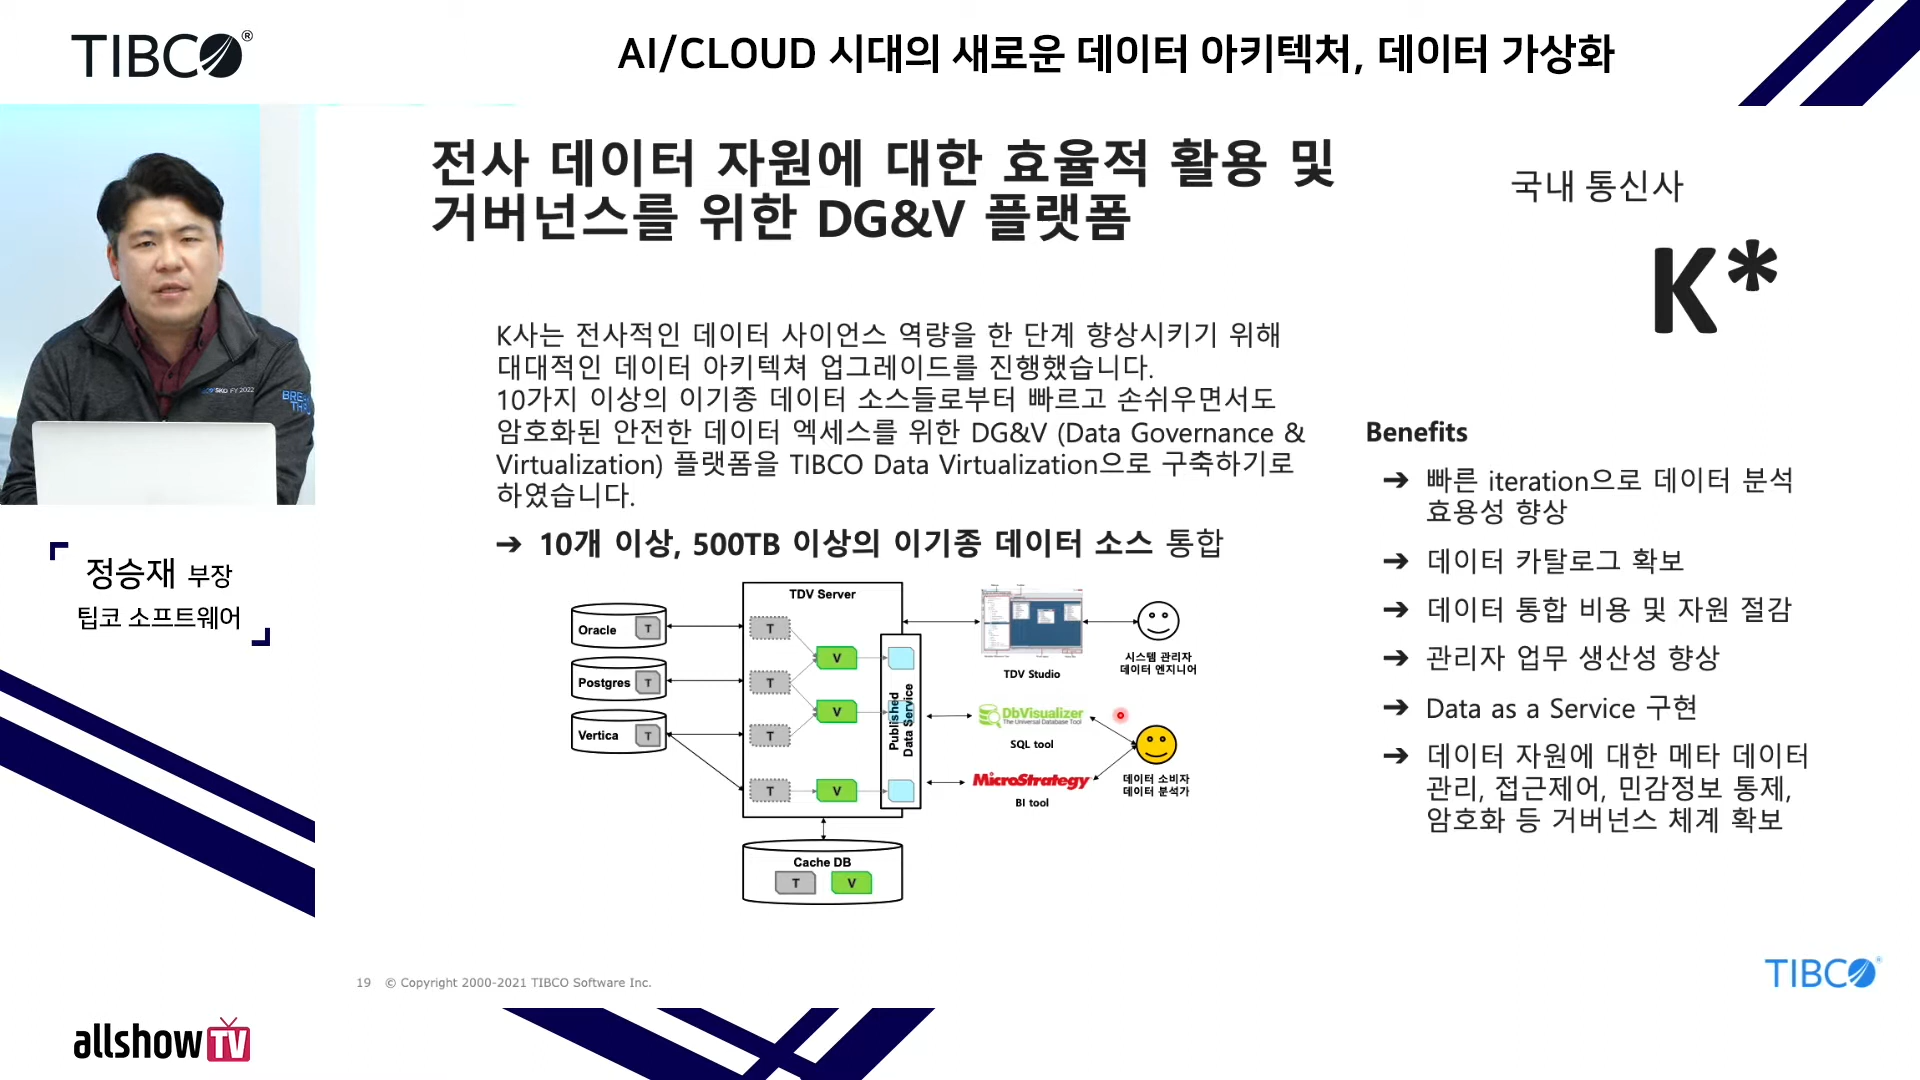 TIBCO®
AI/CLOUD 시대의 새로운 데이터 아키텍처, 데이터 가상화
전사 데이터 자원에 대한 효율적 활용 및
거버넌스를 위한 DG&V 플랫폼
국내 통신사
K*
K사는 전사적인 데이터 사이언스 역량을 한 단계 향상시키기 위해
대대적인 데이터 아키텍쳐 업그레이드를 진행했습니다.
10가지 이상의 이기종 데이터 소스들로부터 빠르고 손쉬우면서도
암호화된 안전한 데이터 엑세스를 위한 DG&V (Data Governance &
Virtualization) 플랫폼을 TIBCO Data Virtualization으로 구축하기로
하였습니다.
➔ 10개 이상, 500TB 이상의 이기종 데이터 소스 통합
TDV Server
Oracle T
Postgres T
Vertica T
T
T
T
T
V
V
V
Published
Data Service
Cache DB
T V
TDV Studio
시스템 관리자
데이터 엔지니어
DbVisualizer
The Universal Database Tool
SQL tool
MicroStrategy
BI tool
데이터 소비자
데이터 분석가
Benefits
➔ 빠른 iteration으로 데이터 분석
효용성 향상
➔ 데이터 카탈로그 확보
➔ 데이터 통합 비용 및 자원 절감
➔ 관리자 업무 생산성 향상
➔ Data as a Service 구현
➔ 데이터 자원에 대한 메타 데이터
관리, 접근제어, 민감정보 통제,
암호화 등 거버넌스 체계 확보
정승재 부장
팁코 소프트웨어
19 © Copyright 2000-2021 TIBCO Software Inc.
TIBCO®
allshow TV